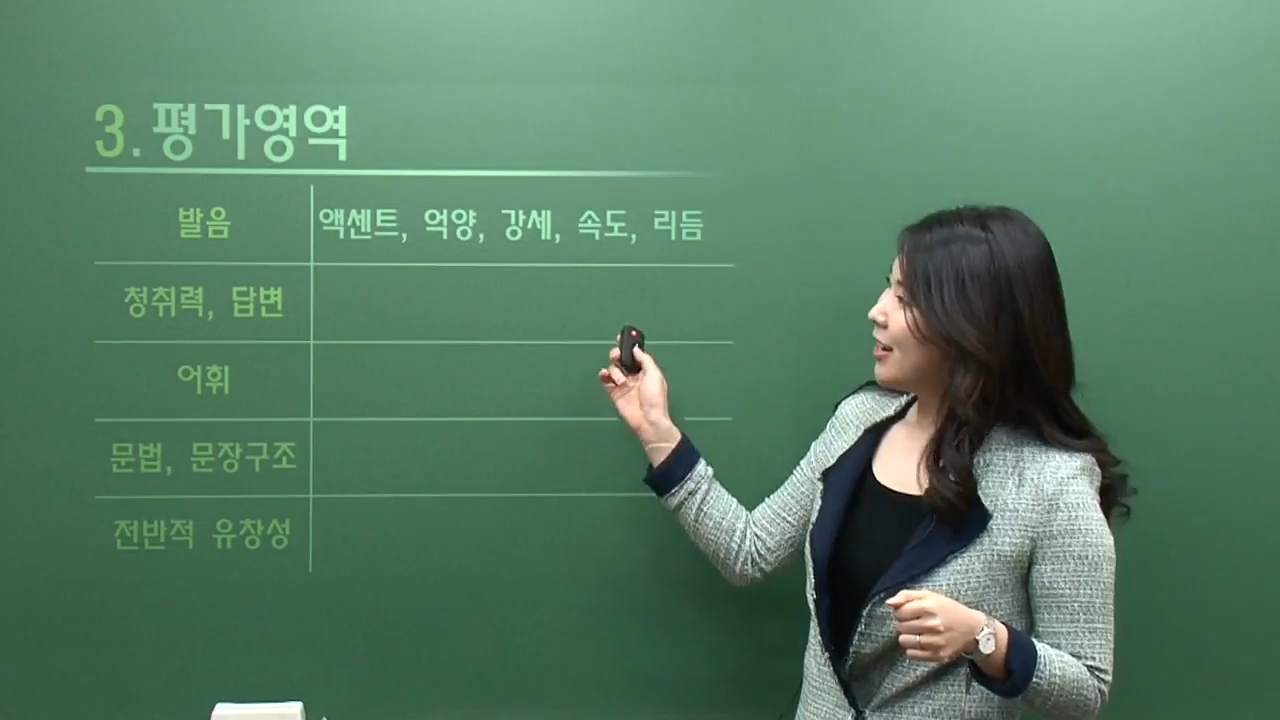 3. 평가영역
발음 액센트, 억양, 강세, 속도, 리듬
청취력, 답변
어휘
문법, 문장구조
전반적 유창성